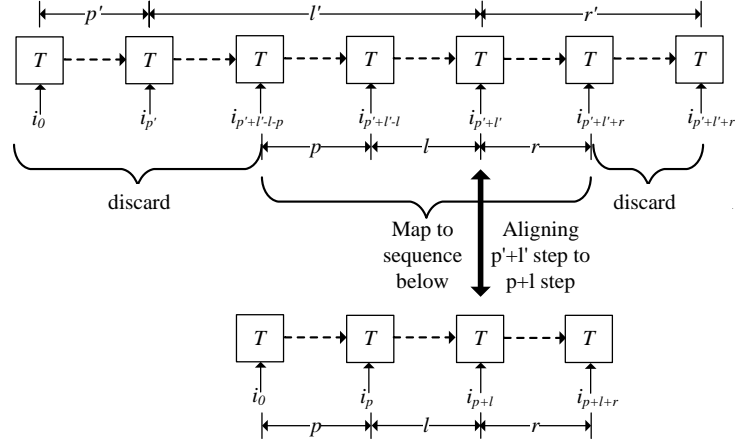 p' l' r'
T T T T T T T
i0 ip' ip'+l'-l-p ip'+l'-l ip'+l' ip'+l'+r ip'+l'+r'
p l r
discard discard
Map to sequence below
Aligning p'+l' step to p+l step
T T T T
i0 ip ip+l ip+l+r
p l r